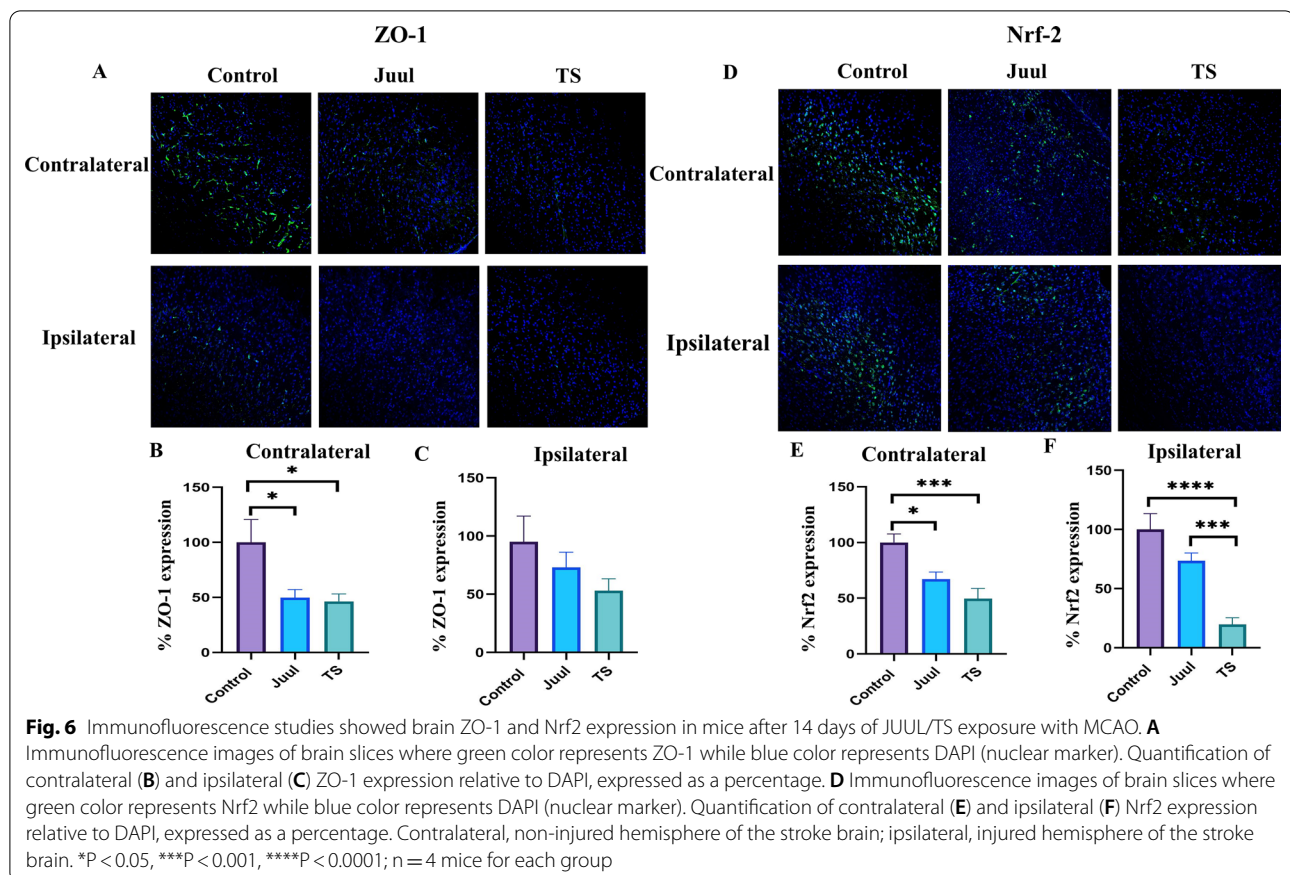 ZO-1
Nrf-2
A
Control
Juul
TS
D
Control
Juul
TS
Contralateral
Contralateral
Ipsilateral
Ipsilateral
B
Contralateral
150
100
50
0
% ZO-1 expression
*
*
Control
Juul
TS
C
Ipsilateral
150
100
50
0
% ZO-1 expression
Control
Juul
TS
E
Contralateral
150
100
50
0
% Nrf2 expression
***
*
Control
Juul
TS
F
Ipsilateral
150
100
50
0
% Nrf2 expression
****
***
Control
Juul
TS
Fig. 6 Immunofluorescence studies showed brain ZO-1 and Nrf2 expression in mice after 14 days of JUUL/TS exposure with MCAO. A
Immunofluorescence images of brain slices where green color represents ZO-1 while blue color represents DAPI (nuclear marker). Quantification of
contralateral (B) and ipsilateral (C) ZO-1 expression relative to DAPI, expressed as a percentage. D Immunofluorescence images of brain slices where
green color represents Nrf2 while blue color represents DAPI (nuclear marker). Quantification of contralateral (E) and ipsilateral (F) Nrf2 expression
relative to DAPI, expressed as a percentage. Contralateral, non-injured hemisphere of the stroke brain; ipsilateral, injured hemisphere of the stroke
brain. *P < 0.05, ***P < 0.001, ****P < 0.0001; n = 4 mice for each group